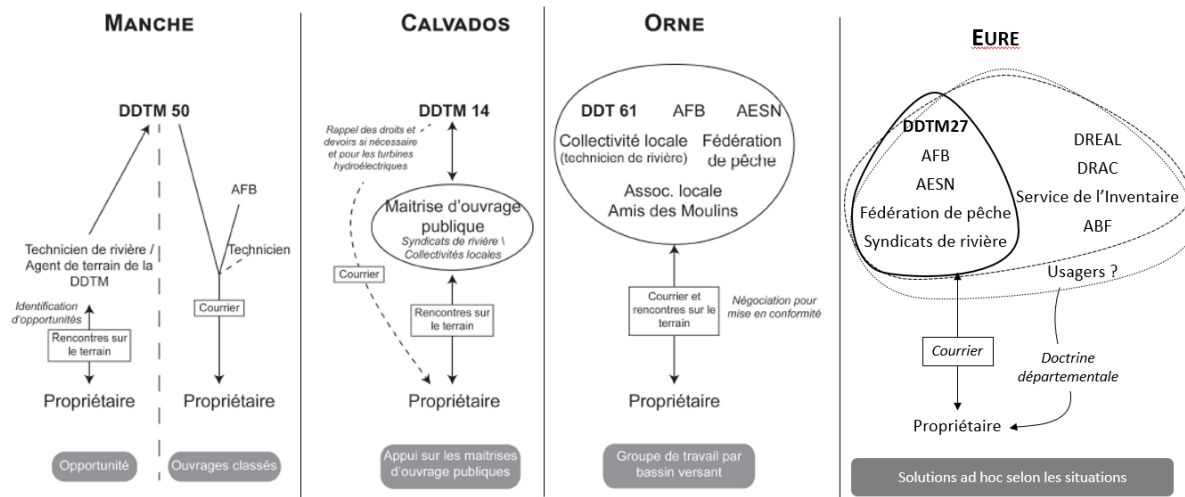 MANCHE
DDTM 50
AFB
Technicien de rivière /
Agent de terrain de la
DDTM
Technicien
Identification
d'opportunités
Rencontres sur
le terrain
Courrier
Propriétaire
Propriétaire
Opportunité
Ouvrages classés
CALVADOS
DDTM 14
Rappel des droits et
devoirs si nécessaire
et pour les turbines
hydroélectriques
Maitrise d'ouvrage
publique
Syndicats de rivière \
Collectivités locales
Courrier
Rencontres sur
le terrain
Propriétaire
Appui sur les maitrises
d'ouvrage publiques
ORNE
DDT 61 AFB AESN
Collectivité locale
(technicien de rivière)
Fédération
de pêche
Assoc. locale
Amis des Moulins
Courrier et
rencontres sur le
terrain
Négociation pour
mise en conformité
Propriétaire
Groupe de travail par
bassin versant
EURE
DDTM27
AFB
AESN
Fédération de pêche
Syndicats de rivière
DREAL
DRAC
Service de l'Inventaire
ABF
Usagers ?
Courrier
Doctrine
départementale
Propriétaire
Solutions ad hoc selon les situations